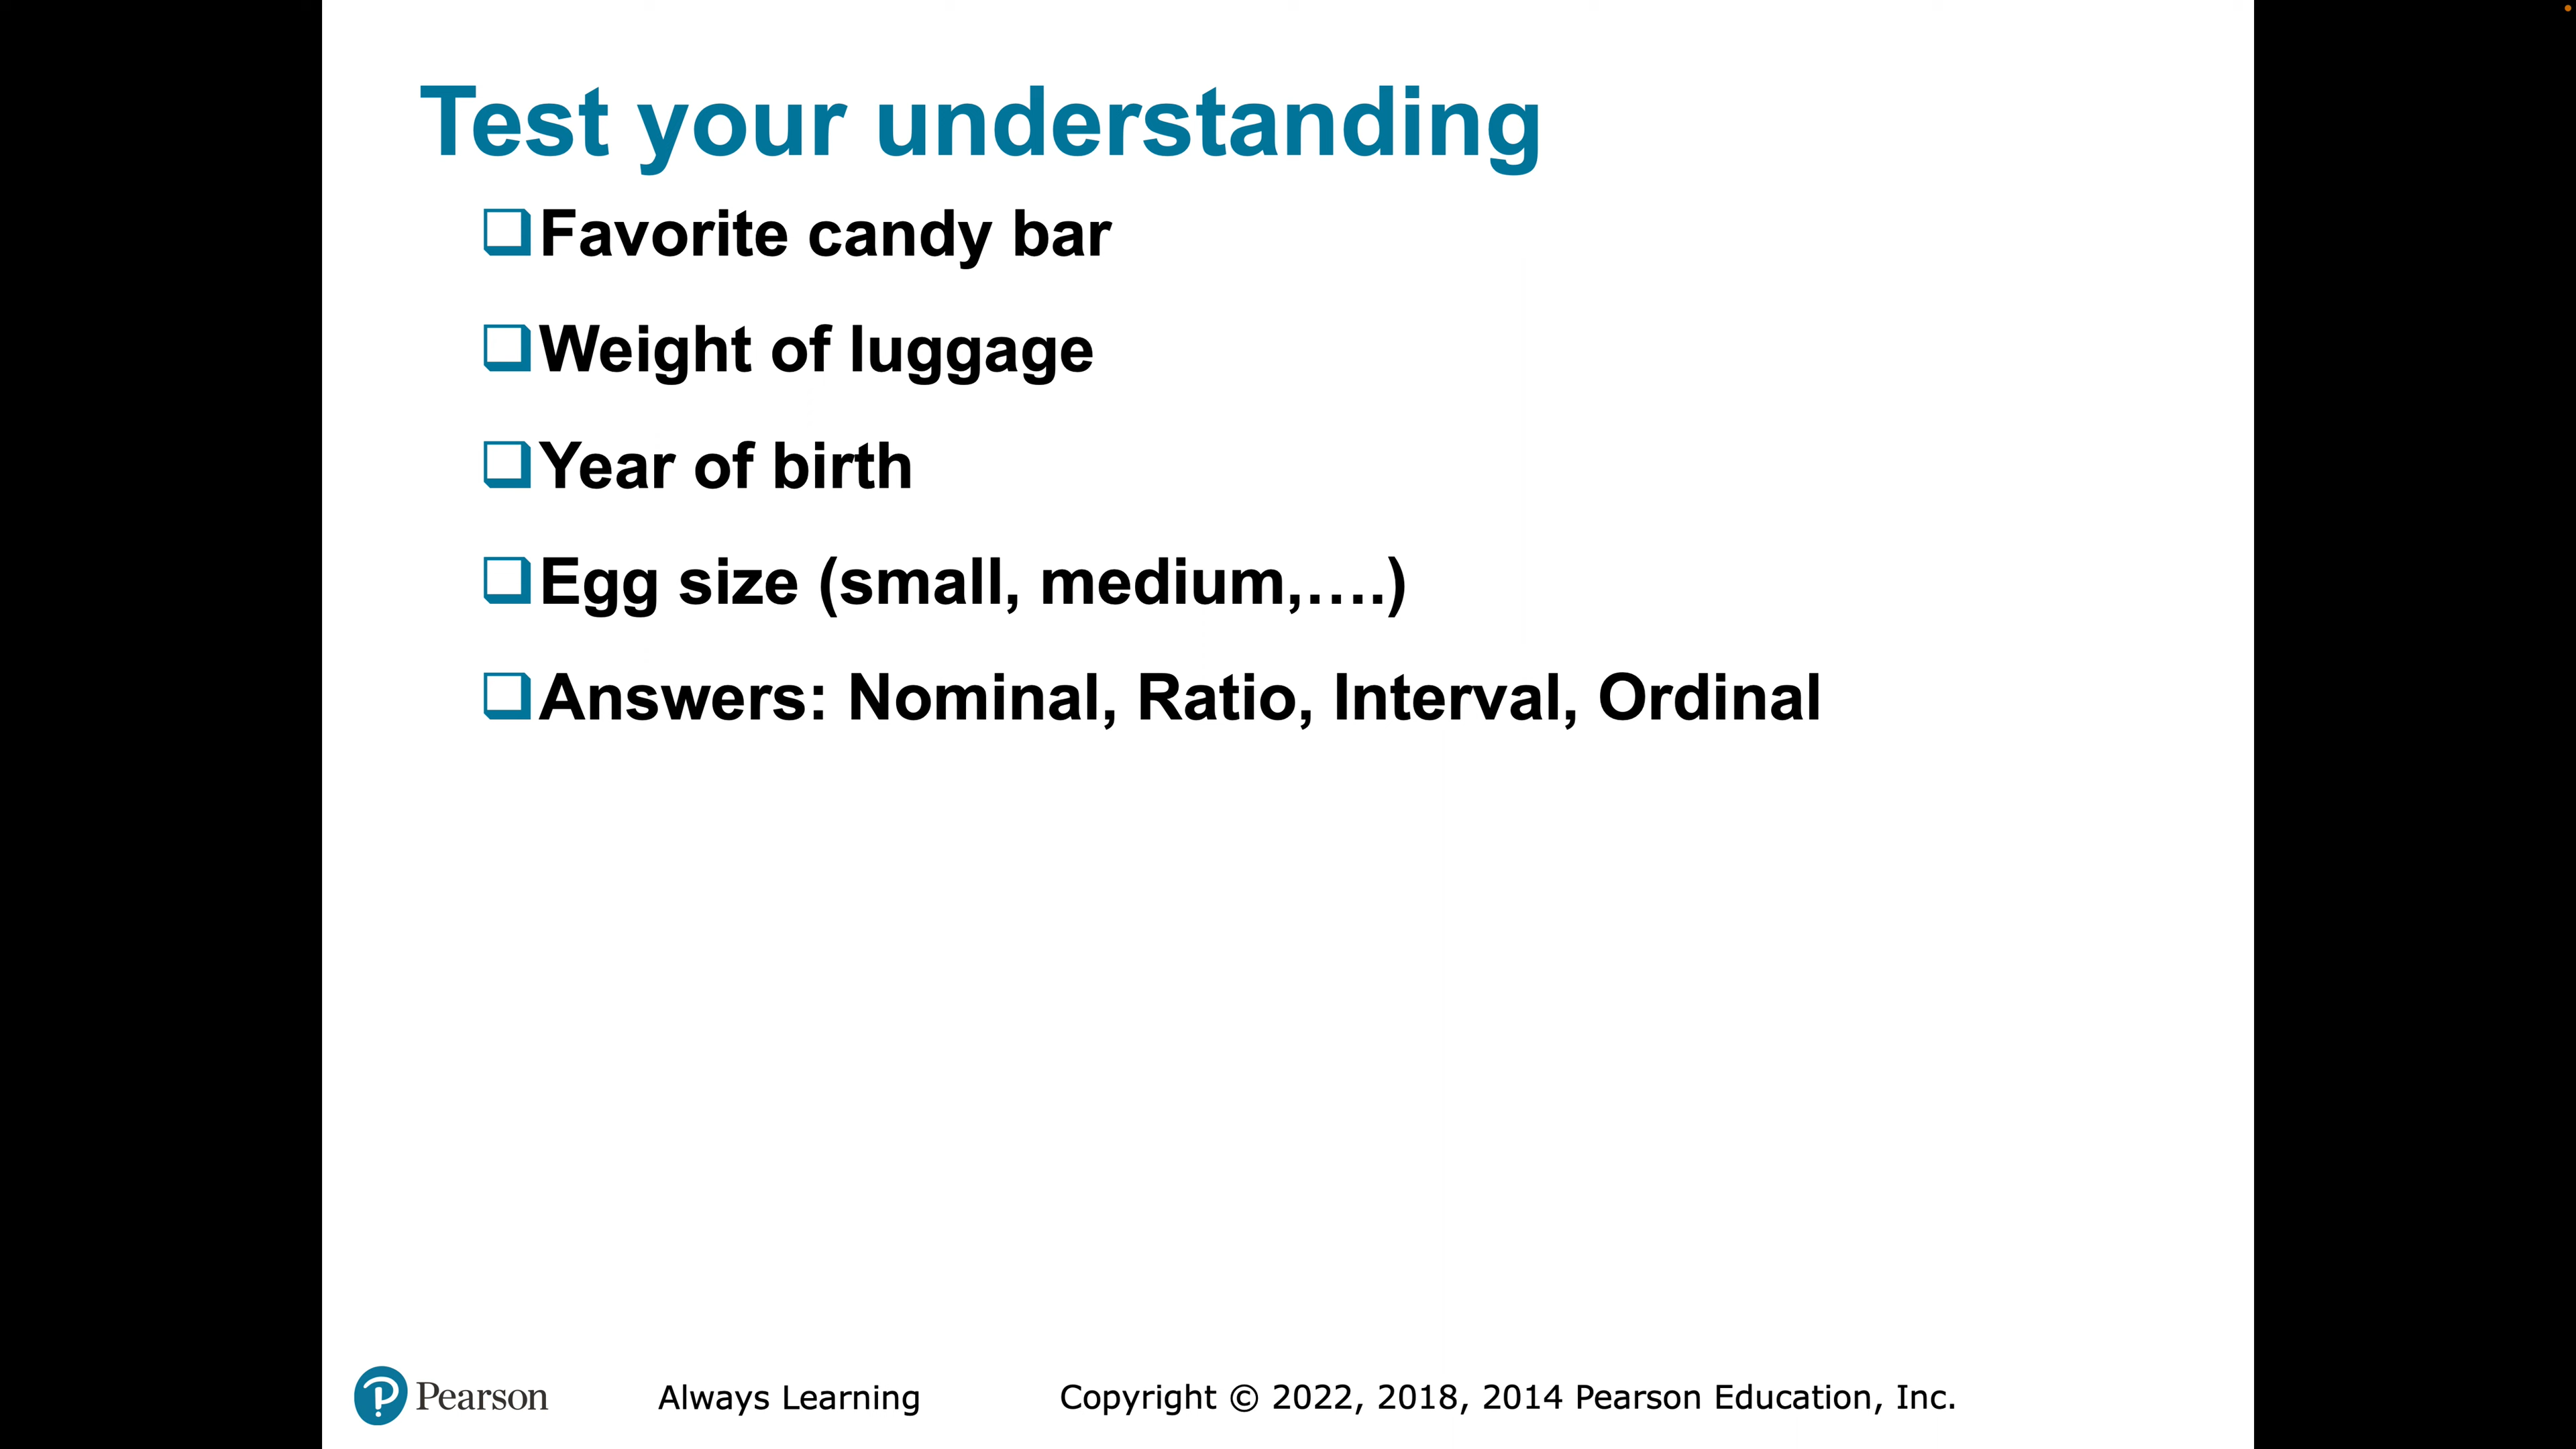 Test your understanding
Favorite candy bar
Weight of luggage
Year of birth
Egg size (small, medium,….)
Answers: Nominal, Ratio, Interval, Ordinal
Pearson
Always Learning
Copyright © 2022, 2018, 2014 Pearson Education, Inc.